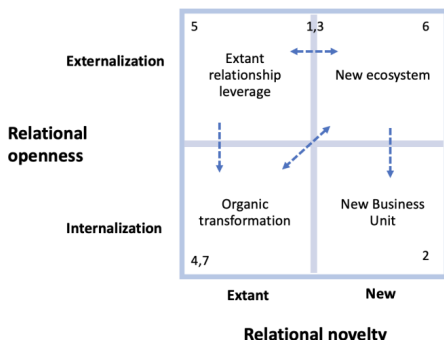 5
1,3
6
Externalization
Extant
relationship
leverage
New ecosystem
Relational
openness
Organic
transformation
New Business
Unit
Internalization
4,7
2
Extant
New
Relational novelty